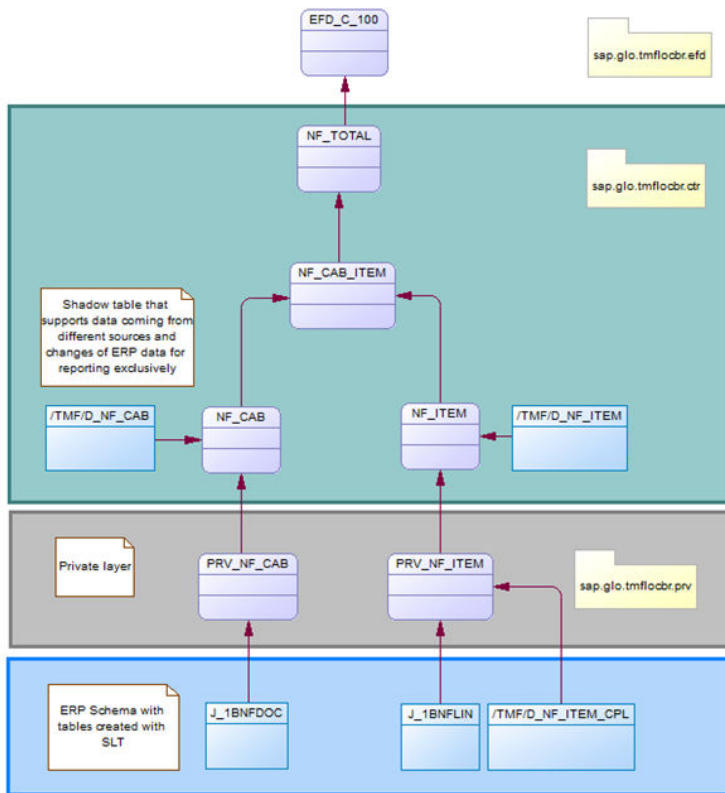 EFD_C_100
sap.glo.tmflocbr.efd
NF_TOTAL
sap.glo.tmflocbr.ctr
NF_CAB_ITEM
Shadow table that
supports data coming from
different sources and
changes of ERP data for
reporting exclusively
/TMF/D_NF_CAB
NF_CAB
NF_ITEM
/TMF/D_NF_ITEM
Private layer
PRV_NF_CAB
PRV_NF_ITEM
sap.glo.tmflocbr.prv
ERP Schema with
tables created with
SLT
J_1BNFDOC
J_1BNFLIN
/TMF/D_NF_ITEM_CPL